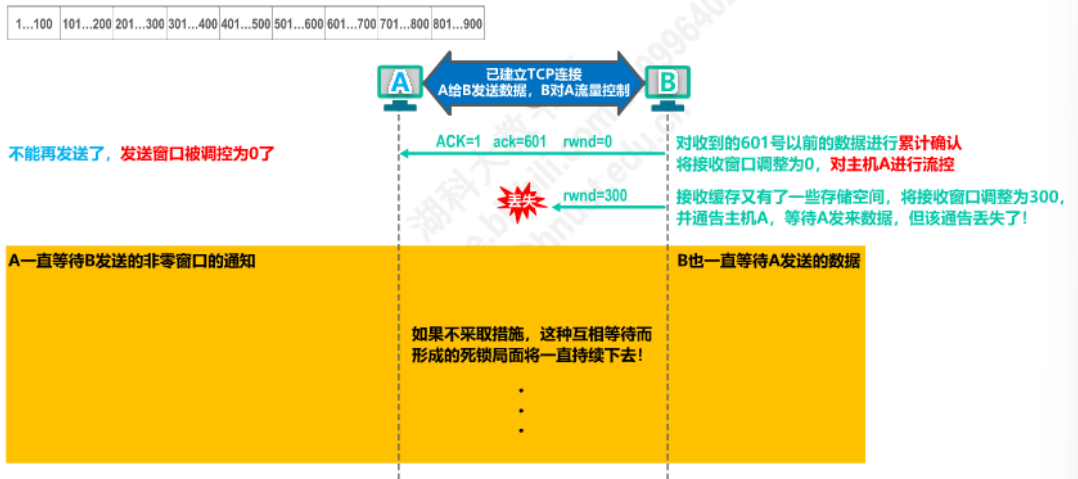 1...100 101...200 201...300 301...400 401...500 501...600 601...700 701...800 801...900
已建立TCP连接
A给B发送数据，B对A流量控制
A
B
ACK=1 ack=601 rwnd=0
不能再发送了，发送窗口被调控为0了
对收到的601号以前的数据进行累计确认
将接收窗口调整为0，对主机A进行流控
丢失
rwnd=300
接收缓存又有了一些存储空间，将接收窗口调整为300，
并通告主机A，等待A发来数据，但该通告丢失了！
A一直等待B发送的非零窗口的通知
B也一直等待A发送的数据
如果不采取措施，这种互相等待而
形成的死锁局面将一直持续下去！